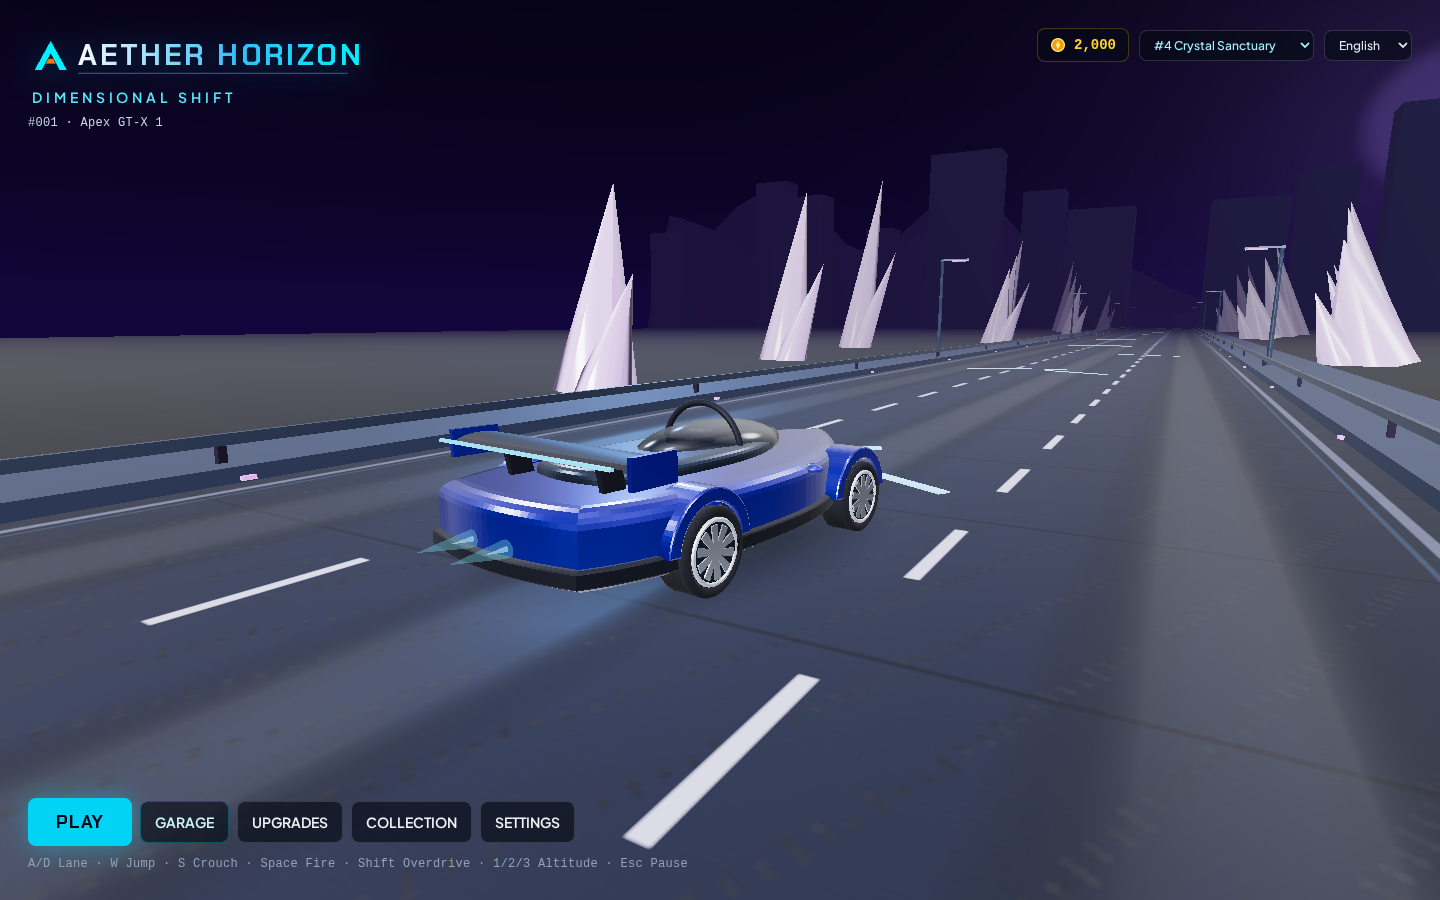 AETHER HORIZON
DIMENSIONAL SHIFT
#001 · Apex GT-X 1
2,000
#4 Crystal Sanctuary
English
PLAY
GARAGE
UPGRADES
COLLECTION
SETTINGS
A/D Lane · W Jump · S Crouch · Space Fire · Shift Overdrive · 1/2/3 Altitude · Esc Pause